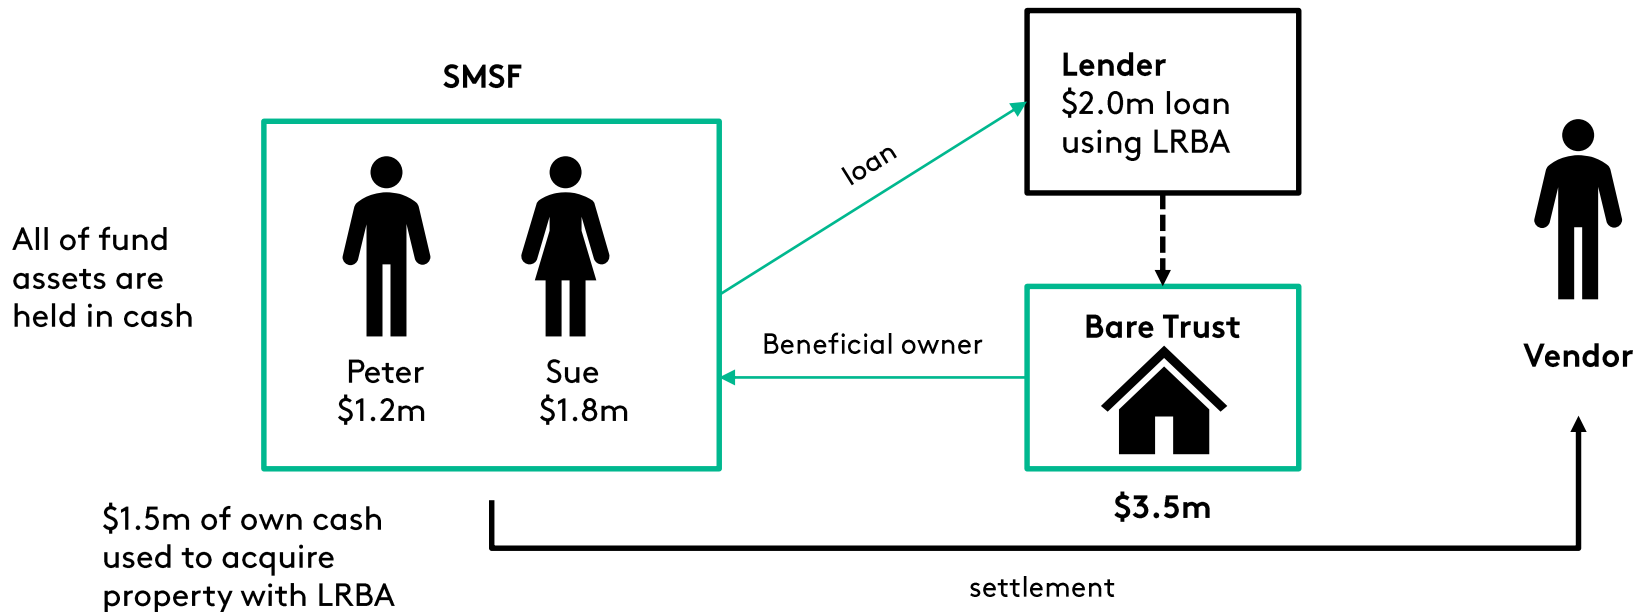 SMSF
All of fund
assets are
held in cash
Peter
$1.2m
Sue
$1.8m
$1.5m of own cash
used to acquire
property with LRBA
loan
Beneficial owner
Lender
$2.0m loan
using LRBA
Bare Trust
$3.5m
settlement
Vendor